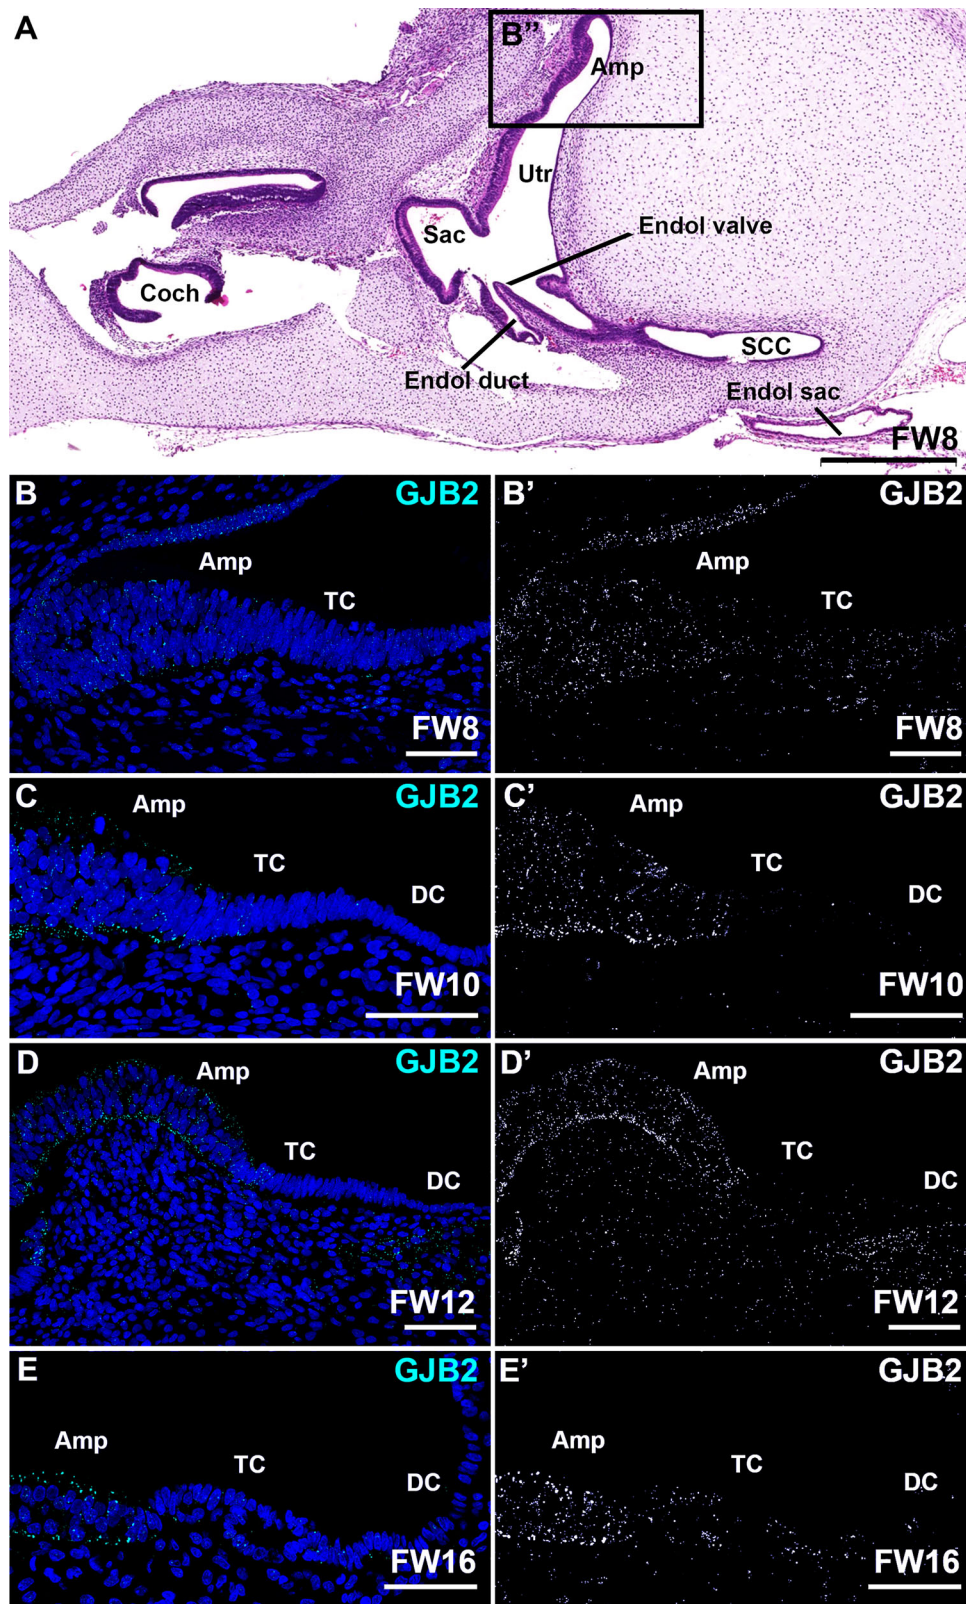 A
B”
Amp
Utr
Sac
Endol valve
Coch
SCC
Endol duct
Endol sac
FW8
B
GJB2
Amp
TC
FW8
B’
GJB2
Amp
TC
FW8
C
GJB2
Amp
TC
DC
FW10
C’
GJB2
Amp
TC
DC
FW10
D
GJB2
Amp
TC
DC
FW12
D’
GJB2
Amp
TC
DC
FW12
E
GJB2
Amp
TC
DC
FW16
E’
GJB2
Amp
TC
DC
FW16